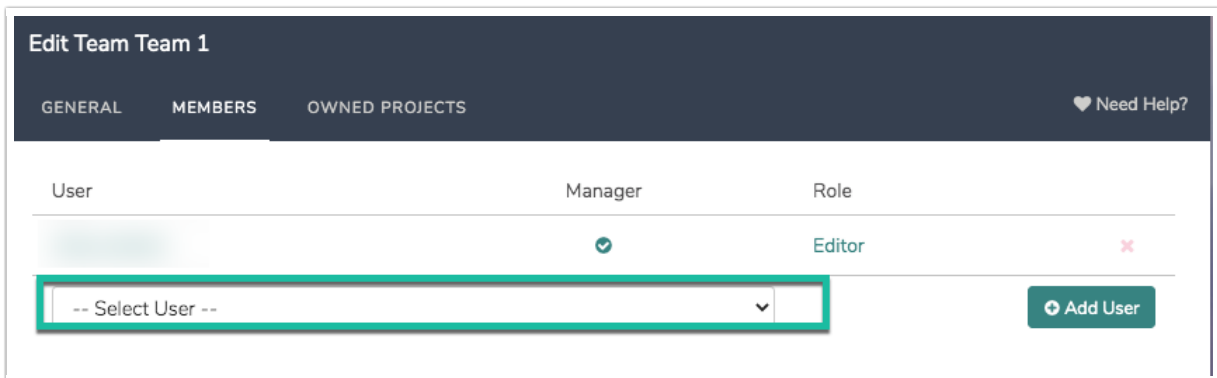 Edit Team Team 1
GENERAL MEMBERS OWNED PROJECTS Need Help?
User Manager Role
Editor
-- Select User -- Add User